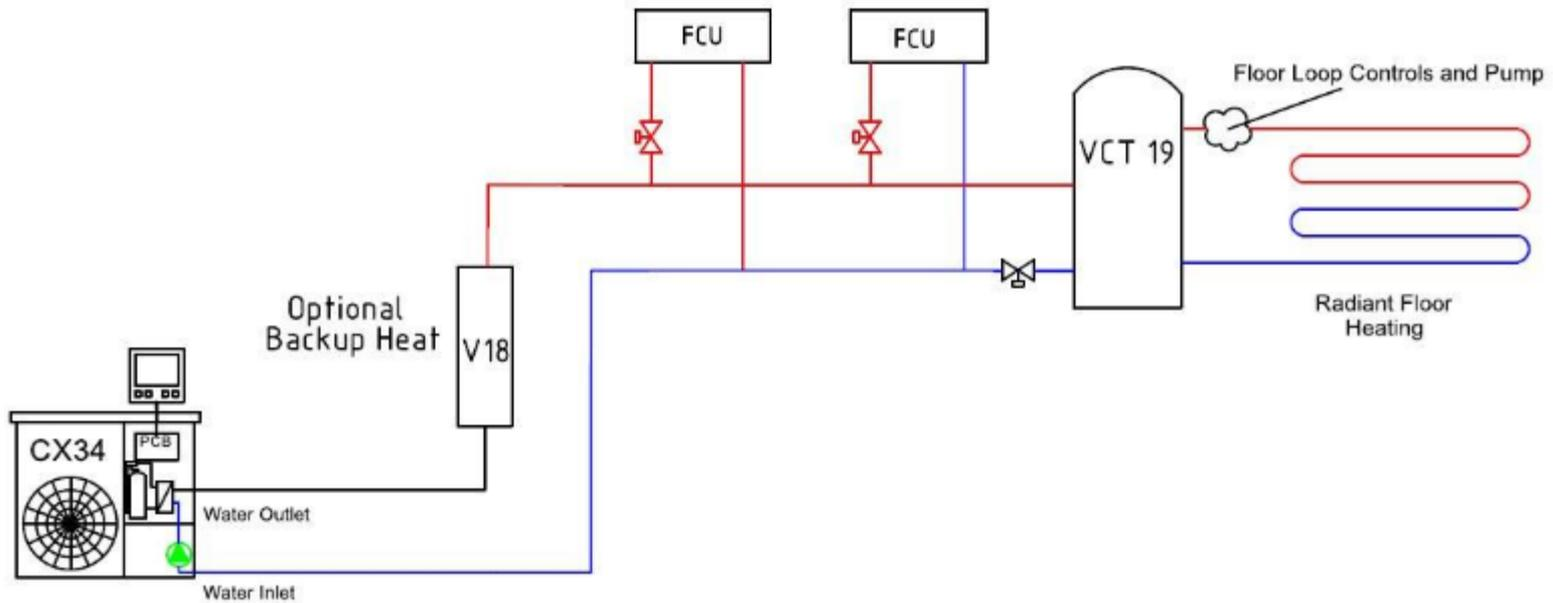 FCU
FCU
Floor Loop Controls and Pump
VCT 19
Optional
Backup Heat
V18
Radiant Floor
Heating
PCB
CX34
Water Outlet
Water Inlet